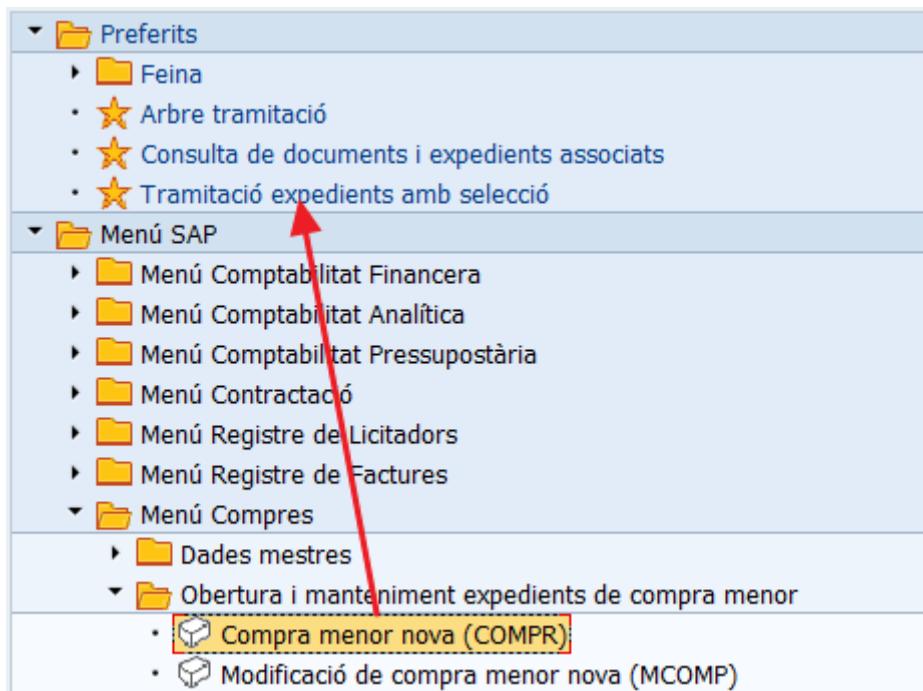 Preferits
Feina
Arbre tramitació
Consulta de documents i expedients associats
Tramitació expedients amb selecció
Menú SAP
Menú Comptabilitat Financera
Menú Comptabilitat Analítica
Menú Comptabilitat Pressupostària
Menú Contractació
Menú Registre de Licitadors
Menú Registre de Factures
Menú Compres
Dades mestres
Obertura i manteniment expedients de compra menor
Compra menor nova (COMPR)
Modificació de compra menor nova (MCOMP)